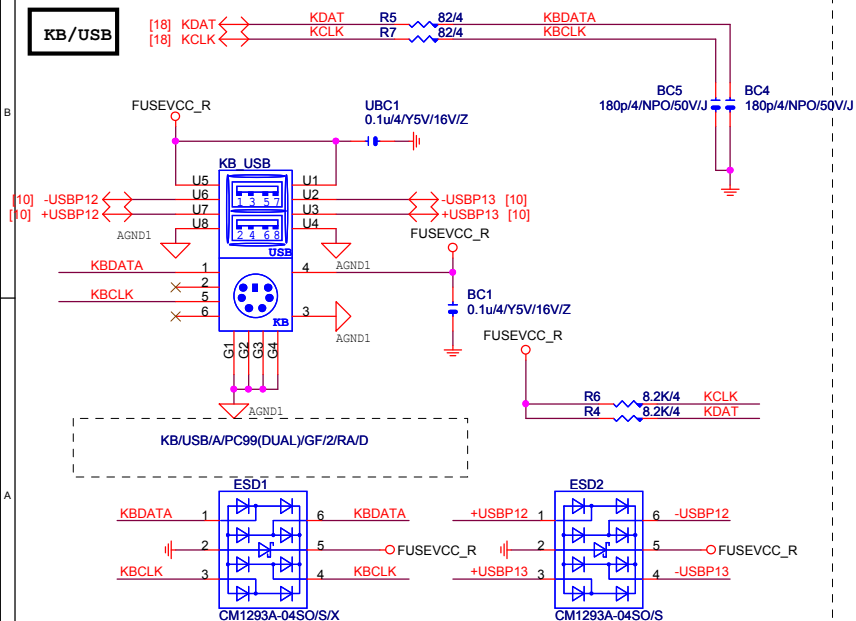 KB/USB
[18] KDAT KDAT R5 82/4 KBDATA
[18] KCLK KCLK R7 82/4 KBCLK
BC5 BC4
180p/4/NPO/50V/J 180p/4/NPO/50V/J
B
FUSEVCC_R
UBC1
0.1u/4/Y5V/16V/Z
KB_USB
U5 U1
[10] -USBP12 U6 1 3 5 7 U2 -USBP13 [10]
[10] +USBP12 U7 U3 +USBP13 [10]
U8 2 4 6 8 U4
AGND1 USB AGND1
FUSEVCC_R
KBDATA 1 4
2
KBCLK 5
6 KB 3
AGND1
BC1
0.1u/4/Y5V/16V/Z
G1 G2 G3 G4
AGND1
FUSEVCC_R
R6 8.2K/4 KCLK
R4 8.2K/4 KDAT
KB/USB/A/PC99(DUAL)/GF/2/RA/D
A
ESD1
KBDATA 1 6 KBDATA
2 5 FUSEVCC_R
KBCLK 3 4 KBCLK
CM1293A-04SO/S/X
ESD2
+USBP12 1 6 -USBP12
2 5 FUSEVCC_R
+USBP13 3 4 -USBP13
CM1293A-04SO/S